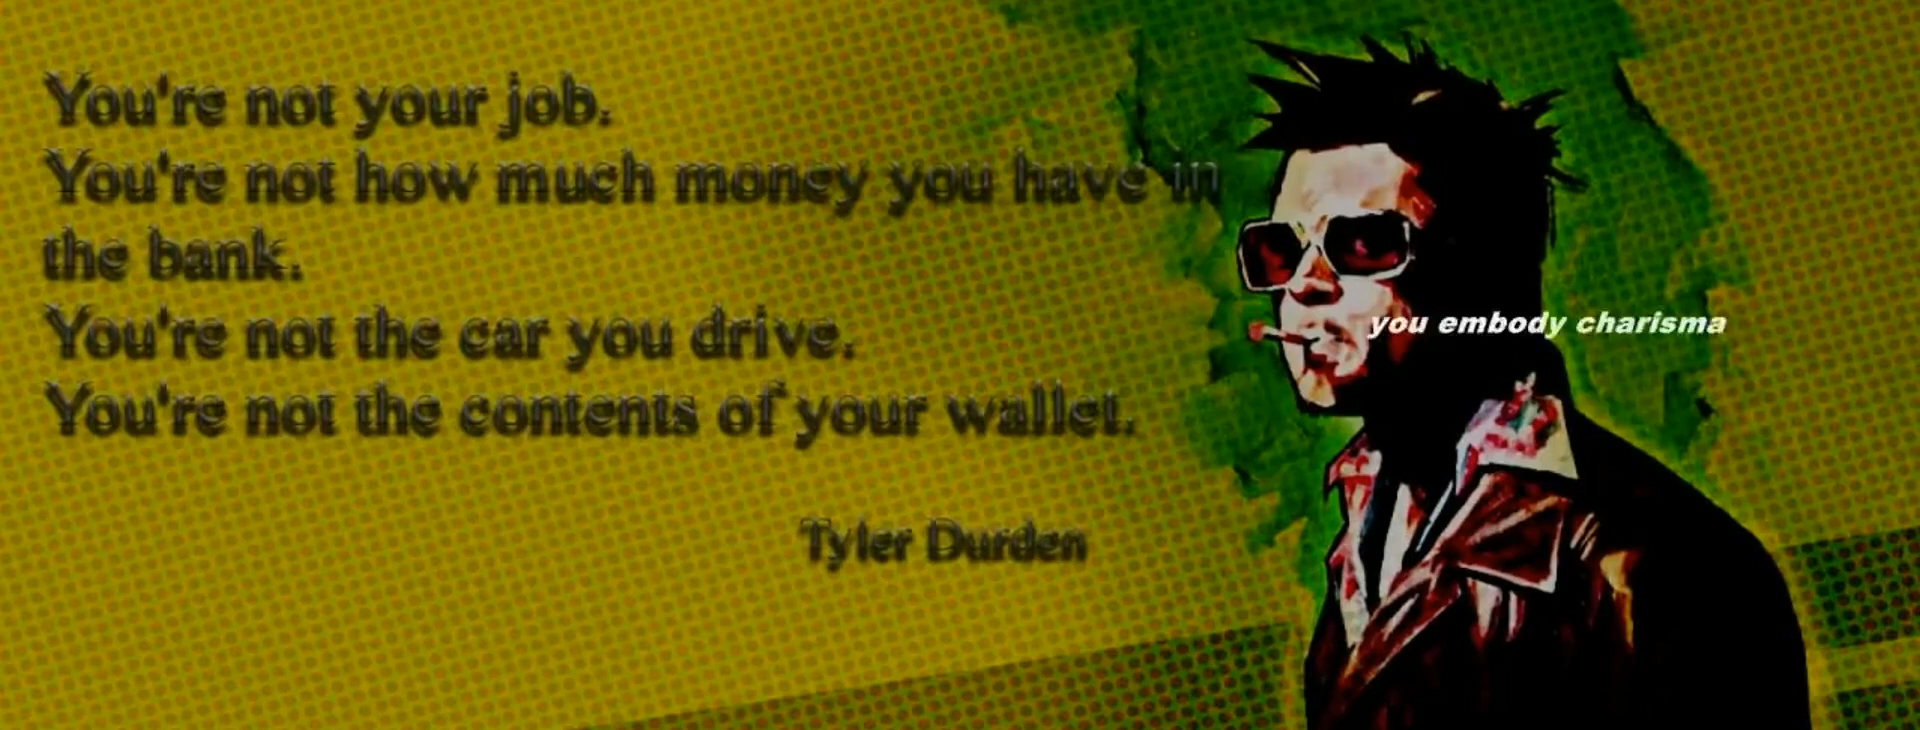 You're not your job.
You're not how much money you have in
the bank.
You're not the car you drive.
You're not the contents of your wallet.
Tyler Durden
you embody charisma